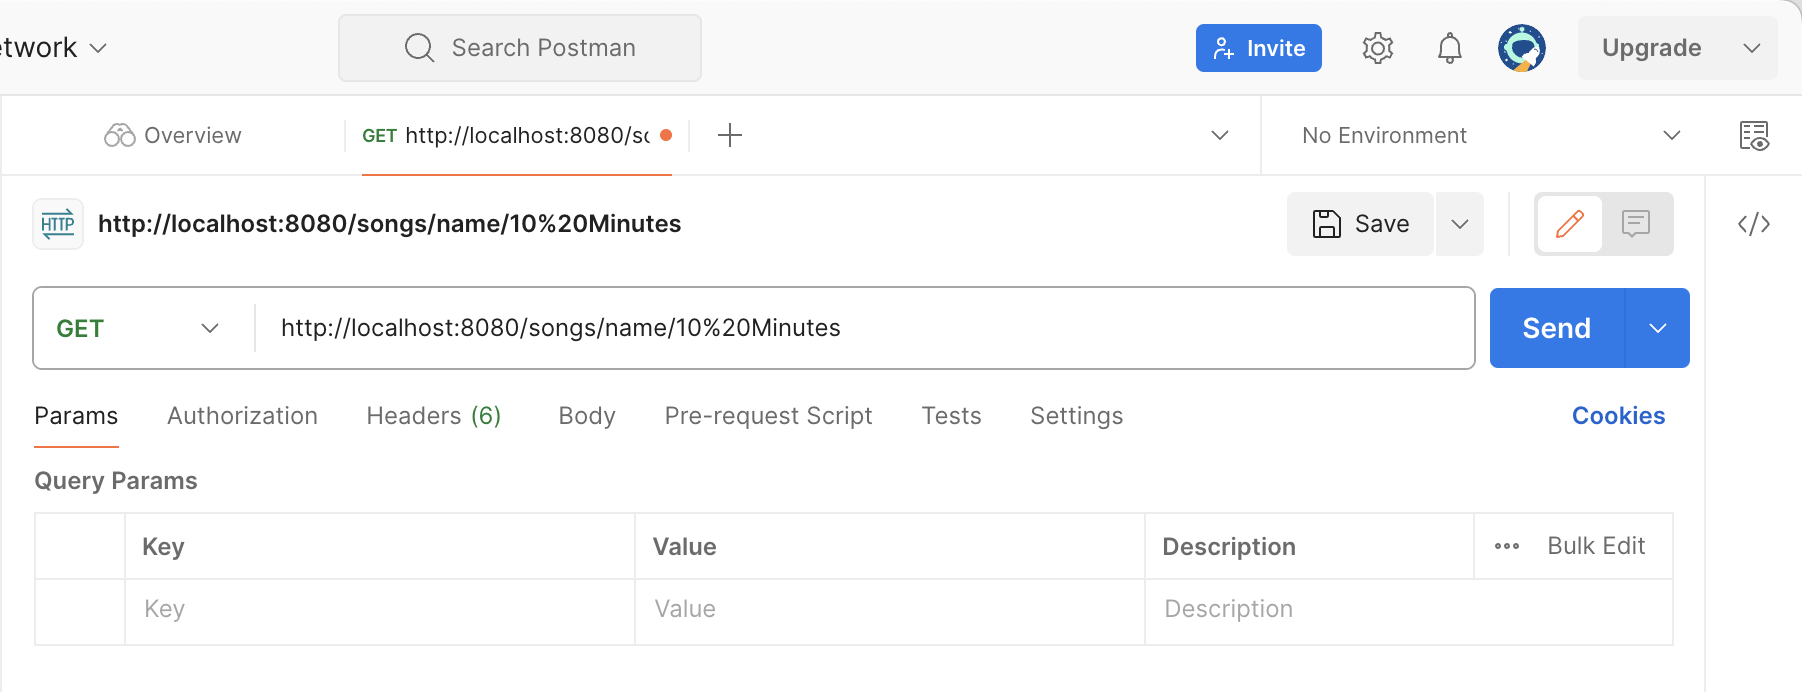 Search Postman
Invite
Upgrade
Overview
GET http://localhost:8080/
No Environment
HTTP
http://localhost:8080/songs/name/10%20Minutes
Save
GET
http://localhost:8080/songs/name/10%20Minutes
Send
Params
Authorization
Headers (6)
Body
Pre-request Script
Tests
Settings
Cookies
Query Params
Key
Value
Description
Bulk Edit
Key
Value
Description